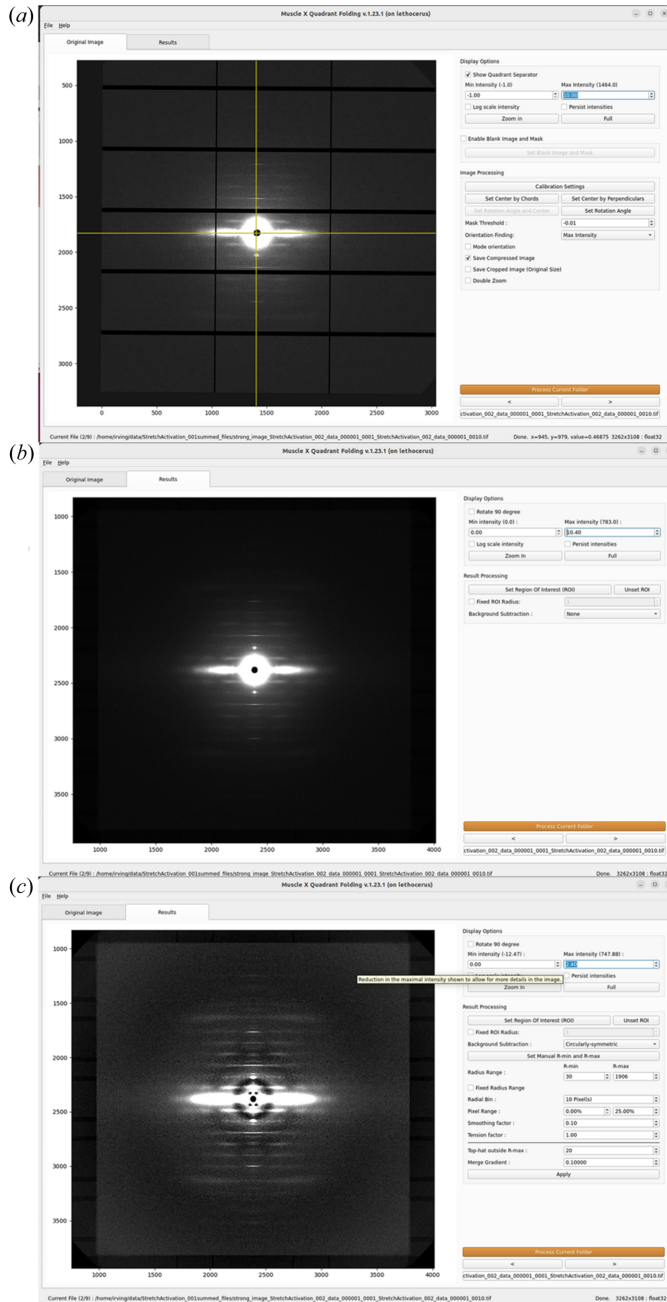 (a)
Muscle X Quadrant Folding v.1.23.1 (on lethocerus)
File Help
Original Image Results
Display Options
Show Quadrant Separator
Min Intensity (-1.0) Max Intensity (1464.0)
-1.00
Log scale intensity Persist intensities
Zoom in Full
Enable Blank Image and Mask
Set Blank Image and Mask
Image Processing
Calibration Settings
Set Center by Chords Set Center by Perpendiculars
Set Rotation Angle and Center Set Rotation Angle
Mask Threshold : -0.01
Orientation Finding: Max Intensity
Mode orientation
Save Compressed Image
Save Cropped Image (Original Size)
Double Zoom
500
1000
1500
2000
2500
3000
0 500 1000 1500 2000 2500 3000
Process Current Folder
< >
ctivation_002_data_000001_0001_StretchActivation_002_data_000001_0010.tif
Current File (2/9) : /home/irving/data/StretchActivation_001summed_files/strong_image_StretchActivation_002_data_000001_0001_StretchActivation_002_data_000001_0010.tif Done. x=945, y=979, value=0.46875 3262x3108 : float32
(b)
Muscle X Quadrant Folding v.1.23.1 (on lethocerus)
File Help
Original Image Results
Display Options
Rotate 90 degree
Min intensity (0.0) : Max intensity (783.0) :
0.00 10.40
Log scale intensity Persist intensities
Zoom In Full
Result Processing
Set Region Of Interest (ROI) Unset ROI
Fixed ROI Radius:
Background Subtraction : None
1000
1500
2000
2500
3000
3500
1000 1500 2000 2500 3000 3500 4000
Process Current Folder
< >
ctivation_002_data_000001_0001_StretchActivation_002_data_000001_0010.tif
Current File (2/9) : /home/irving/data/StretchActivation_001summed_files/strong_image_StretchActivation_002_data_000001_0001_StretchActivation_002_data_000001_0010.tif Done. 3262x3108 : float32
(c)
Muscle X Quadrant Folding v.1.23.1 (on lethocerus)
File Help
Original Image Results
Display Options
Rotate 90 degree
Min intensity (-12.47) : Max intensity (747.88) :
0.00
Reduction in the maximal intensity shown to allow for more details in the image.
Persist intensities
Zoom In Full
Result Processing
Set Region Of Interest (ROI) Unset ROI
Fixed ROI Radius:
Background Subtraction : Circularly-symmetric
Set Manual R-min and R-max
R-min R-max
Radius Range : 30 1906
Fixed Radius Range
Radial Bin : 10 Pixel(s)
Pixel Range : 0.00% 25.00%
Smoothing factor : 0.10
Tension factor : 1.00
Top-hat outside R-max : 20
Merge Gradient : 0.10000
Apply
1000
1500
2000
2500
3000
3500
1000 1500 2000 2500 3000 3500 4000
Process Current Folder
< >
ctivation_002_data_000001_0001_StretchActivation_002_data_000001_0010.tif
Current File (2/9) : /home/irving/data/StretchActivation_001summed_files/strong_image_StretchActivation_002_data_000001_0001_StretchActivation_002_data_000001_0010.tif Done. 3262x3108 : float32